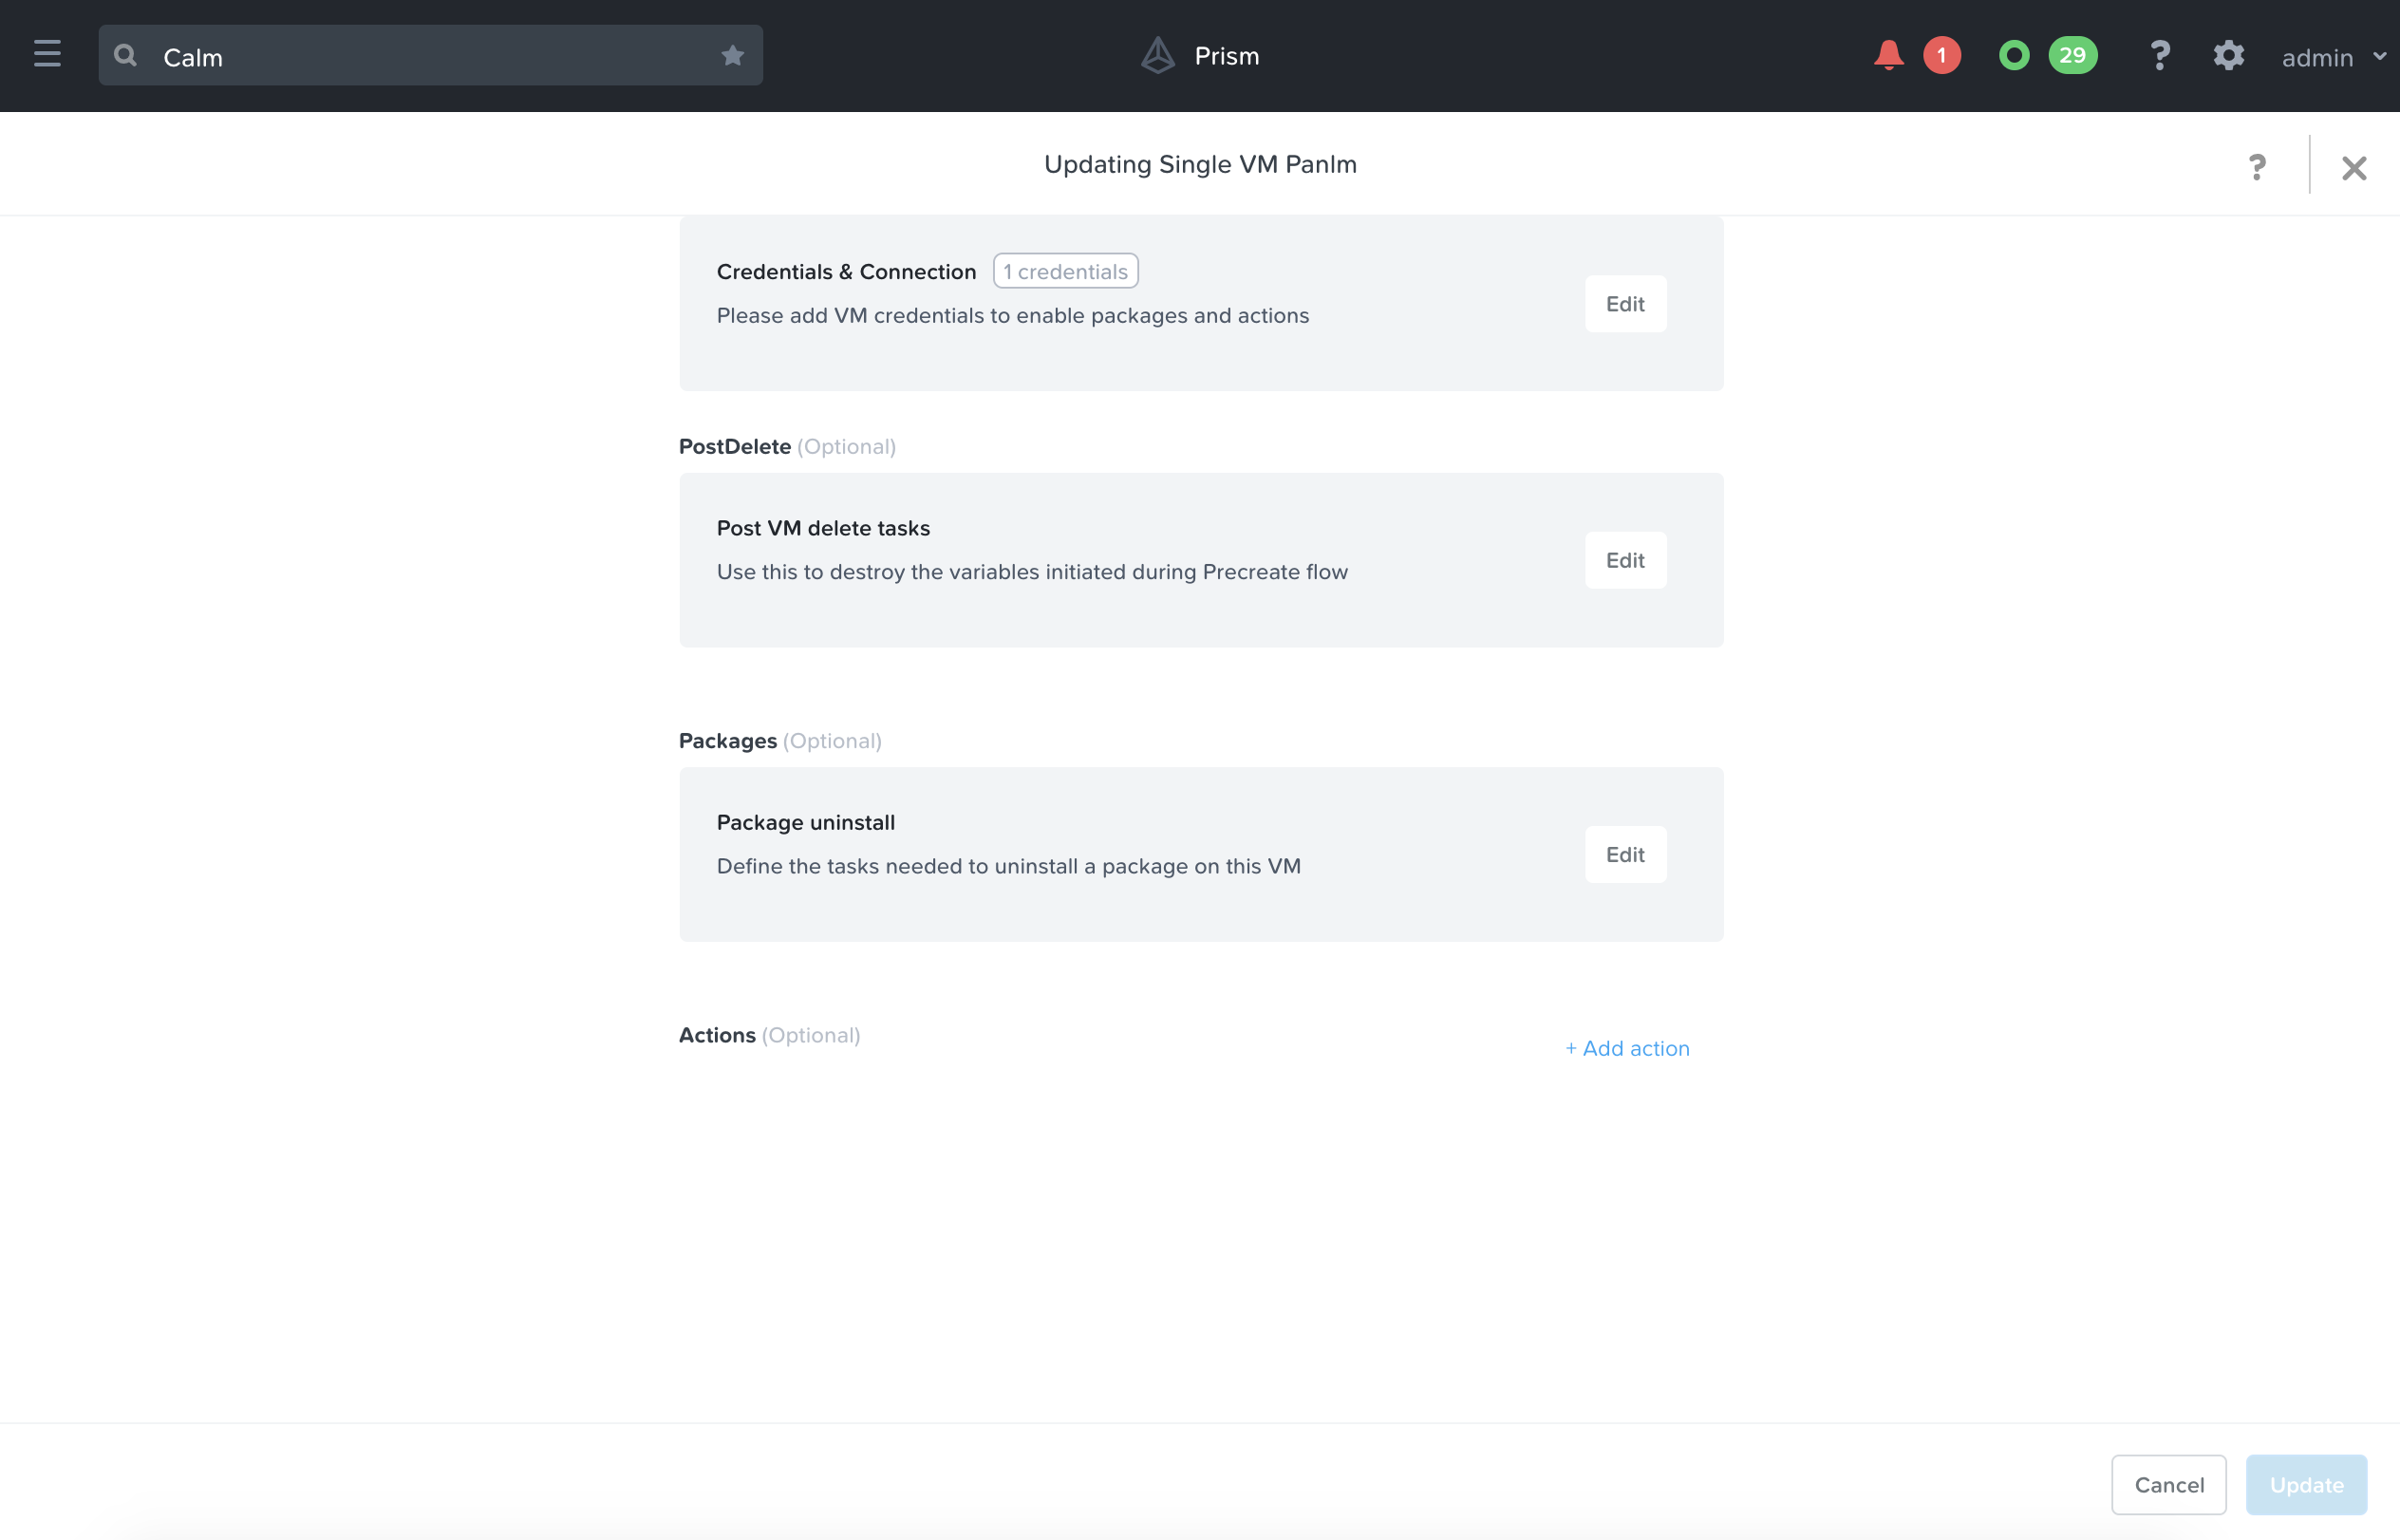 Calm
Prism
1
29
?
admin
Updating Single VM Panlm
?
Credentials & Connection 1 credentials
Please add VM credentials to enable packages and actions
Edit
PostDelete (Optional)
Post VM delete tasks
Use this to destroy the variables initiated during Precreate flow
Edit
Packages (Optional)
Package uninstall
Define the tasks needed to uninstall a package on this VM
Edit
Actions (Optional)
+ Add action
Cancel
Update